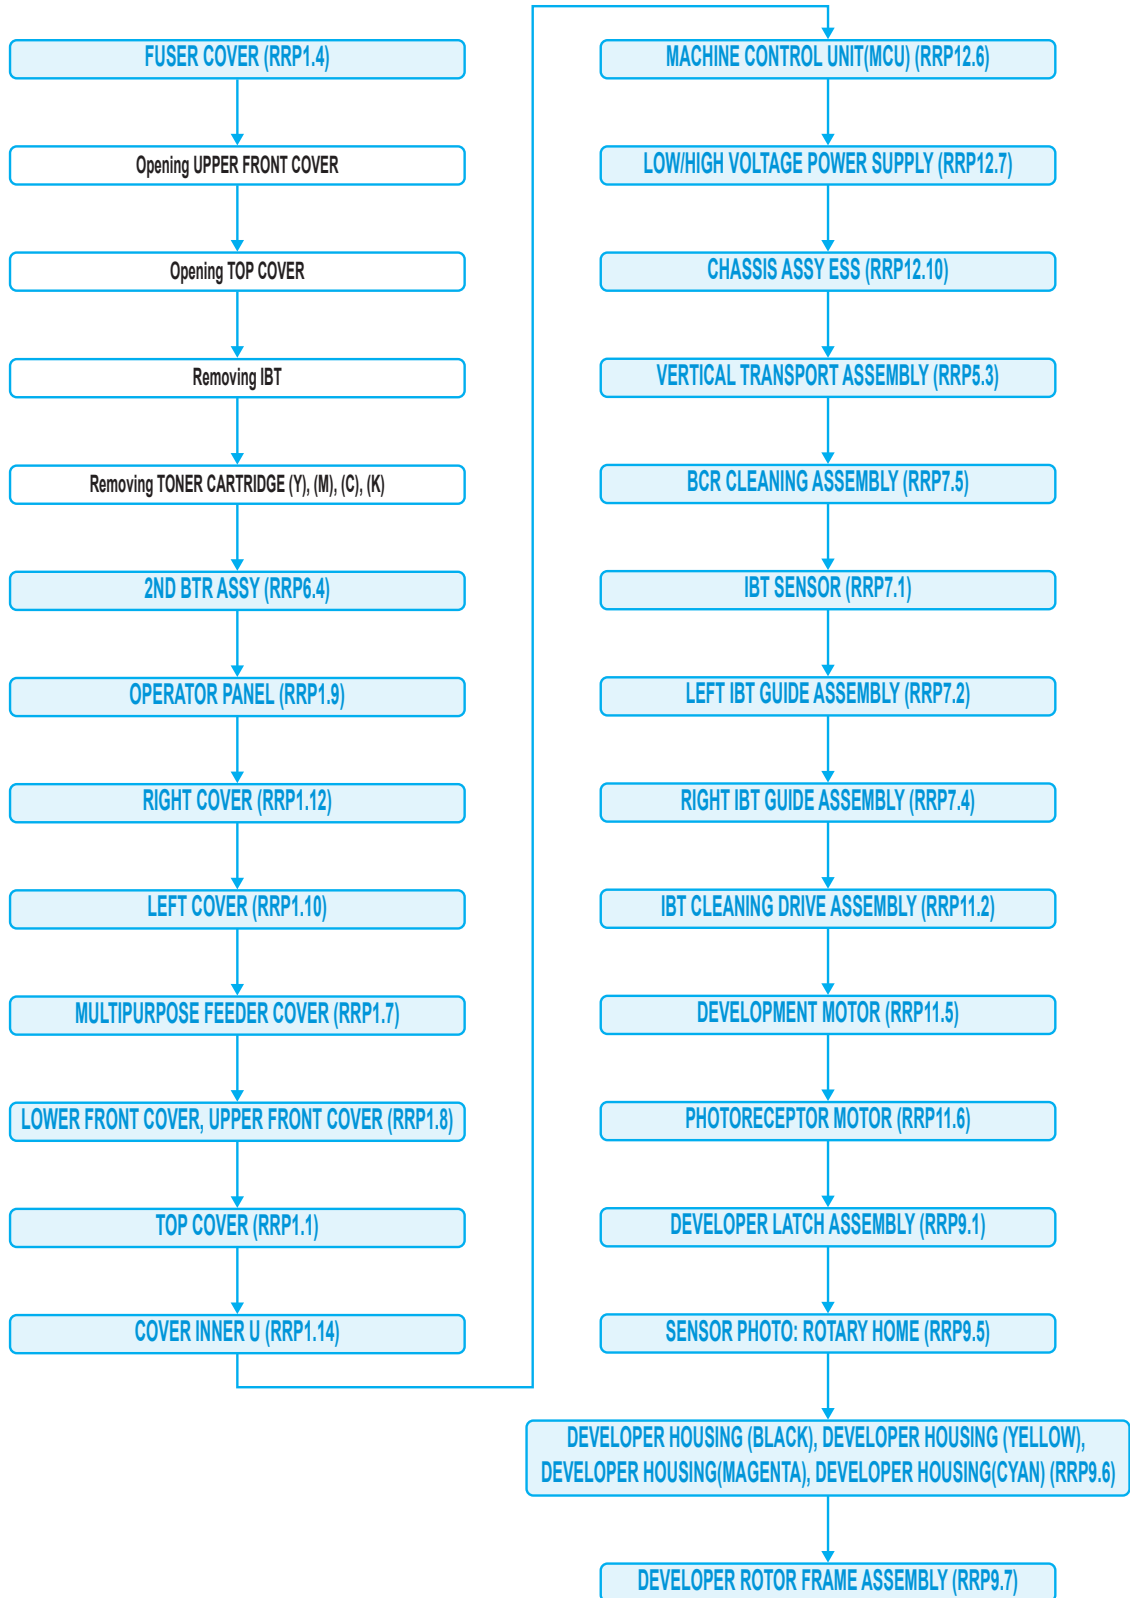 FUSER COVER (RRP1.4)
Opening UPPER FRONT COVER
Opening TOP COVER
Removing IBT
Removing TONER CARTRIDGE (Y), (M), (C), (K)
2ND BTR ASSY (RRP6.4)
OPERATOR PANEL (RRP1.9)
RIGHT COVER (RRP1.12)
LEFT COVER (RRP1.10)
MULTIPURPOSE FEEDER COVER (RRP1.7)
LOWER FRONT COVER, UPPER FRONT COVER (RRP1.8)
TOP COVER (RRP1.1)
COVER INNER U (RRP1.14)
MACHINE CONTROL UNIT(MCU) (RRP12.6)
LOW/HIGH VOLTAGE POWER SUPPLY (RRP12.7)
CHASSIS ASSY ESS (RRP12.10)
VERTICAL TRANSPORT ASSEMBLY (RRP5.3)
BCR CLEANING ASSEMBLY (RRP7.5)
IBT SENSOR (RRP7.1)
LEFT IBT GUIDE ASSEMBLY (RRP7.2)
RIGHT IBT GUIDE ASSEMBLY (RRP7.4)
IBT CLEANING DRIVE ASSEMBLY (RRP11.2)
DEVELOPMENT MOTOR (RRP11.5)
PHOTORECEPTOR MOTOR (RRP11.6)
DEVELOPER LATCH ASSEMBLY (RRP9.1)
SENSOR PHOTO: ROTARY HOME (RRP9.5)
DEVELOPER HOUSING (BLACK), DEVELOPER HOUSING (YELLOW),
DEVELOPER HOUSING(MAGENTA), DEVELOPER HOUSING(CYAN) (RRP9.6)
DEVELOPER ROTOR FRAME ASSEMBLY (RRP9.7)